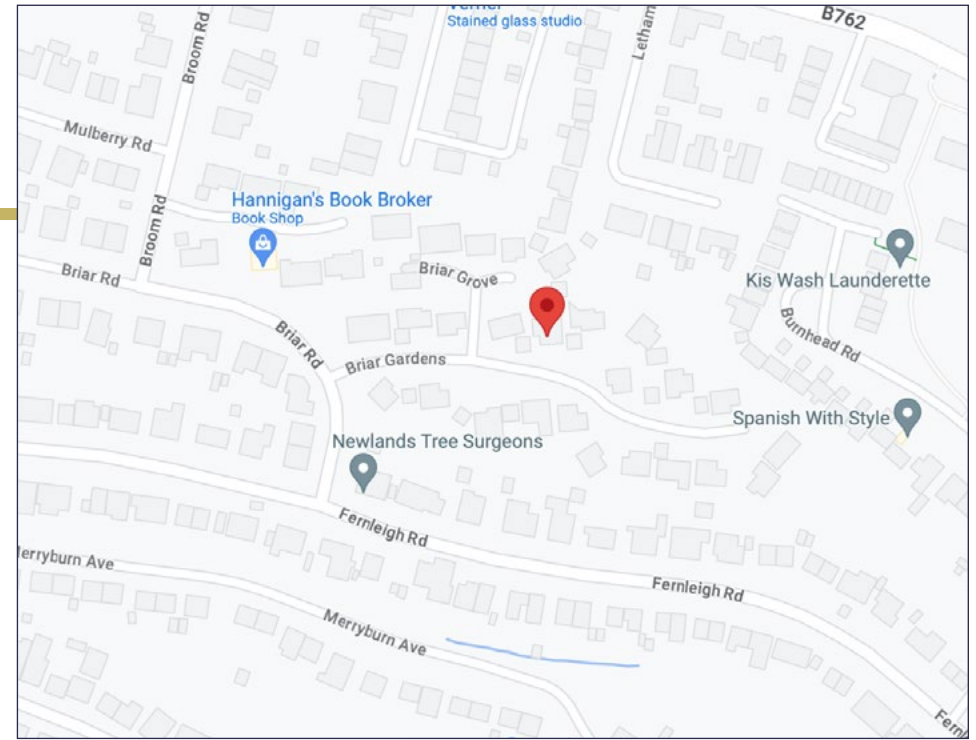 Stained glass studio
B762
Broom Rd
Letham
Mulberry Rd
Hannigan's Book Broker
Book Shop
Broom Rd
Briar Rd
Briar Grove
Kis Wash Launderette
Briar Rd
Briar Gardens
Burnhead Rd
Spanish With Style
Newlands Tree Surgeons
Fernleigh Rd
Merryburn Ave
Fernleigh Rd
Merryburn Ave
Fernl